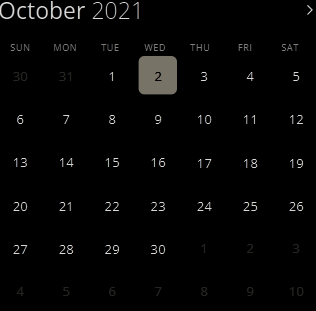 October 2021 >
SUN MON TUE WED THU FRI SAT
30 31 1 2 3 4 5
6 7 8 9 10 11 12
13 14 15 16 17 18 19
20 21 22 23 24 25 26
27 28 29 30 1 2 3
4 5 6 7 8 9 10